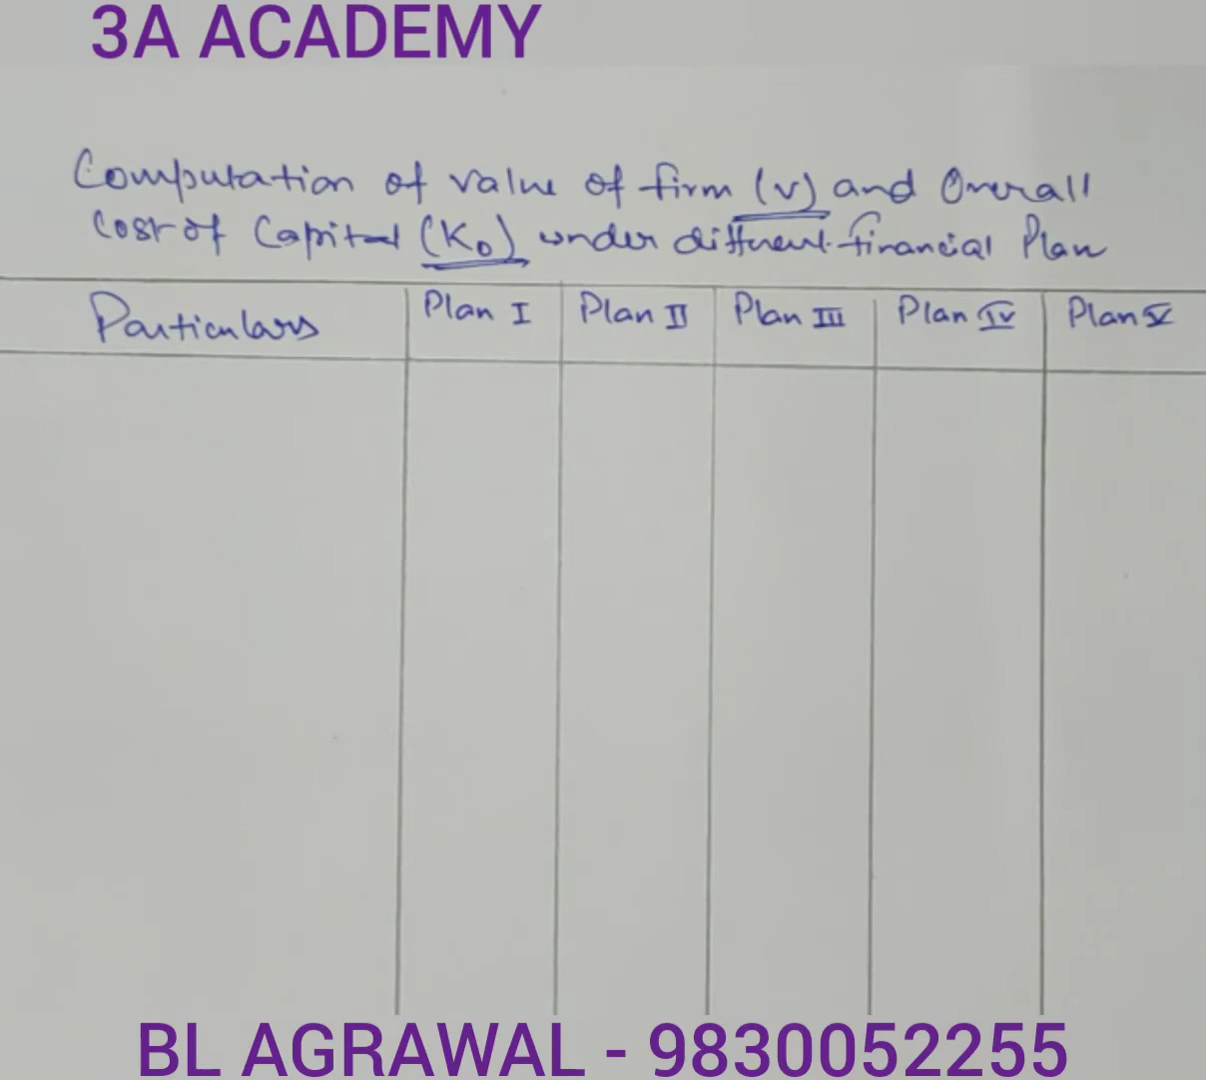 3A ACADEMY
Computation of value of firm (V) and Overall
Cost of Capital (Ko) under different financial Plan
Particulars Plan I Plan II Plan III Plan IV Plan V
BL AGRAWAL - 9830052255